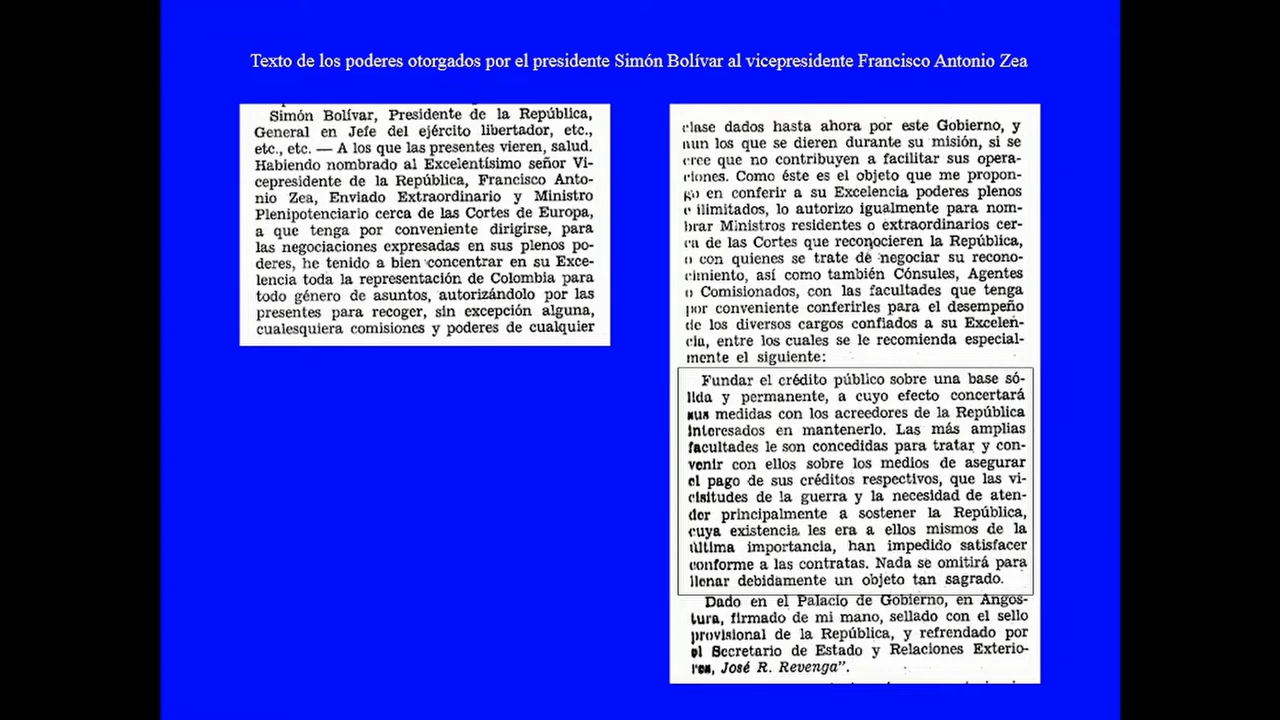 Texto de los poderes otorgados por el presidente Simón Bolívar al vicepresidente Francisco Antonio Zea
Simón Bolívar, Presidente de la República,
General en Jefe del ejército libertador, etc.,
etc., etc. — A los que las presentes vieren, salud.
Habiendo nombrado al Excelentísimo señor Vi-
cepresidente de la República, Francisco Anto-
nio Zea, Enviado Extraordinario y Ministro
Plenipotenciario cerca de las Cortes de Europa,
a que tenga por conveniente dirigirse, para
las negociaciones expresadas en sus plenos po-
deres, he tenido a bien concentrar en su Exce-
lencia toda la representación de Colombia para
todo género de asuntos, autorizándolo por las
presentes para recoger, sin excepción alguna,
cualesquiera comisiones y poderes de cualquier
clase dados hasta ahora por este Gobierno, y
aun los que se dieren durante su misión, si se
cree que no contribuyen a facilitar sus opera-
ciones. Como éste es el objeto que me propon-
go en conferir a su Excelencia poderes plenos
e ilimitados, lo autorizo igualmente para nom-
brar Ministros residentes o extraordinarios cer-
ca de las Cortes que reconocieren la República,
o con quienes se trate de negociar su recono-
cimiento, así como también Cónsules, Agentes
o Comisionados, con las facultades que tenga
por conveniente conferirles para el desempeño
de los diversos cargos confiados a su Excelen-
cia, entre los cuales se le recomienda especial-
mente el siguiente:
Fundar el crédito público sobre una base só-
lida y permanente, a cuyo efecto concertará
sus medidas con los acreedores de la República
interesados en mantenerlo. Las más amplias
facultades le son concedidas para tratar y con-
venir con ellos sobre los medios de asegurar
el pago de sus créditos respectivos, que las vi-
cisitudes de la guerra y la necesidad de aten-
der principalmente a sostener la República,
cuya existencia les era a ellos mismos de la
última importancia, han impedido satisfacer
conforme a las contratas. Nada se omitirá para
llenar debidamente un objeto tan sagrado.
Dado en el Palacio de Gobierno, en Angos-
tura, firmado de mi mano, sellado con el sello
provisional de la República, y refrendado por
el Secretario de Estado y Relaciones Exterio-
res, José R. Revenga".